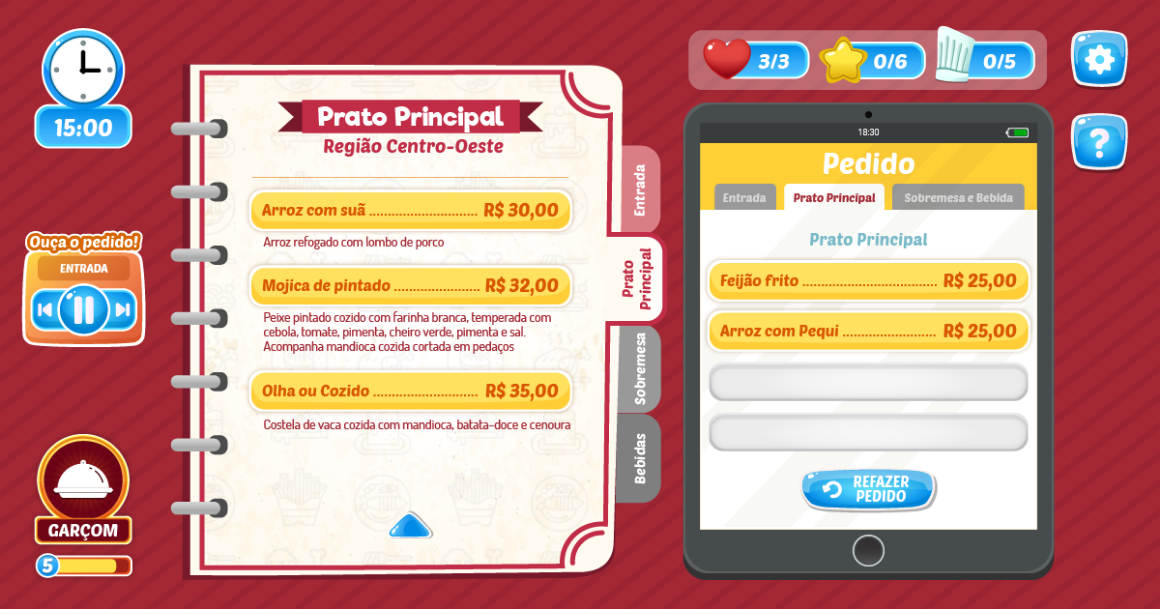 15:00
Ouça o pedido!
ENTRADA
GARÇOM
5
Prato Principal
Região Centro-Oeste
Arroz com suã ............................ R$ 30,00
Arroz refogado com lombo de porco
Mojica de pintado ...................... R$ 32,00
Peixe pintado cozido com farinha branca, temperada com
cebola, tomate, pimenta, cheiro verde, pimenta e sal.
Acompanha mandioca cozida cortada em pedaços
Olha ou Cozido ........................... R$ 35,00
Costela de vaca cozida com mandioca, batata-doce e cenoura
Entrada
Prato
Principal
Sobremesa
Bebidas
3/3
0/6
0/5
?
18:30
Pedido
Entrada
Prato Principal
Sobremesa e Bebida
Prato Principal
Feijão frito .................................. R$ 25,00
Arroz com Pequi ........................ R$ 25,00
REFAZER
PEDIDO